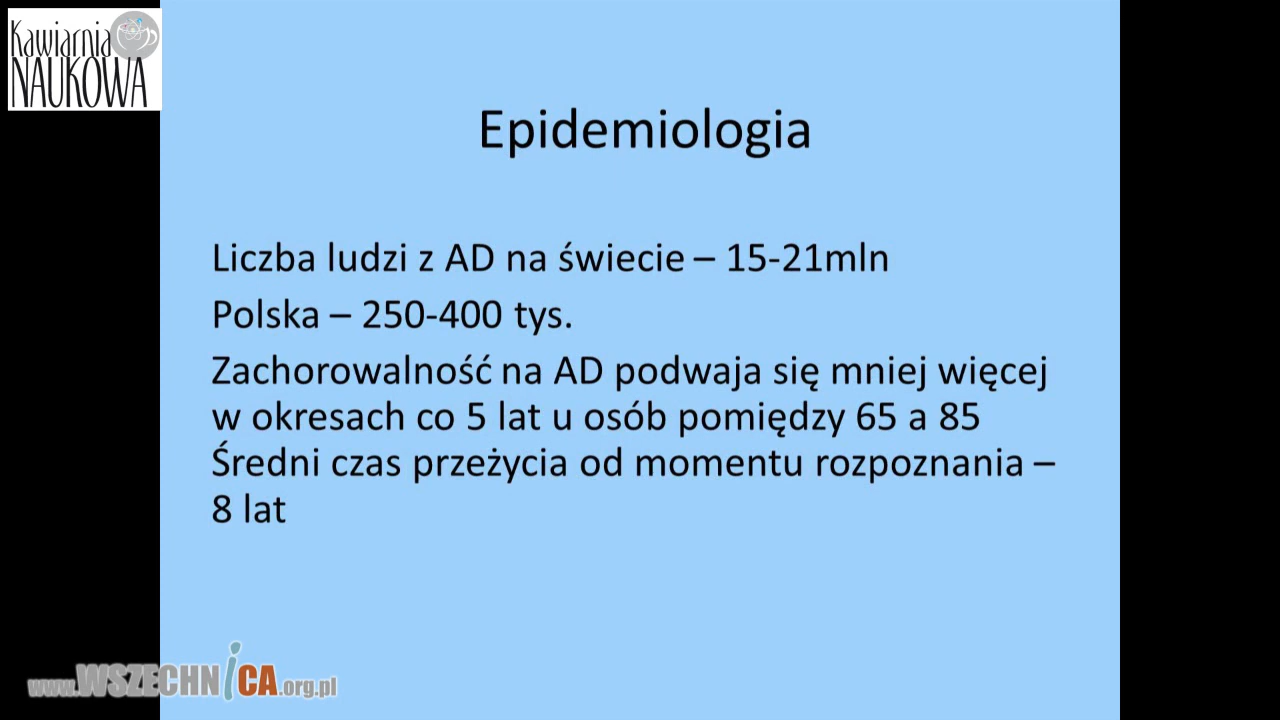 Kawiarnia
NAUKOWA
Epidemiologia
Liczba ludzi z AD na świecie – 15-21mln
Polska – 250-400 tys.
Zachorowalność na AD podwaja się mniej więcej
w okresach co 5 lat u osób pomiędzy 65 a 85
Średni czas przeżycia od momentu rozpoznania –
8 lat
www.WSZECHNiCA.org.pl